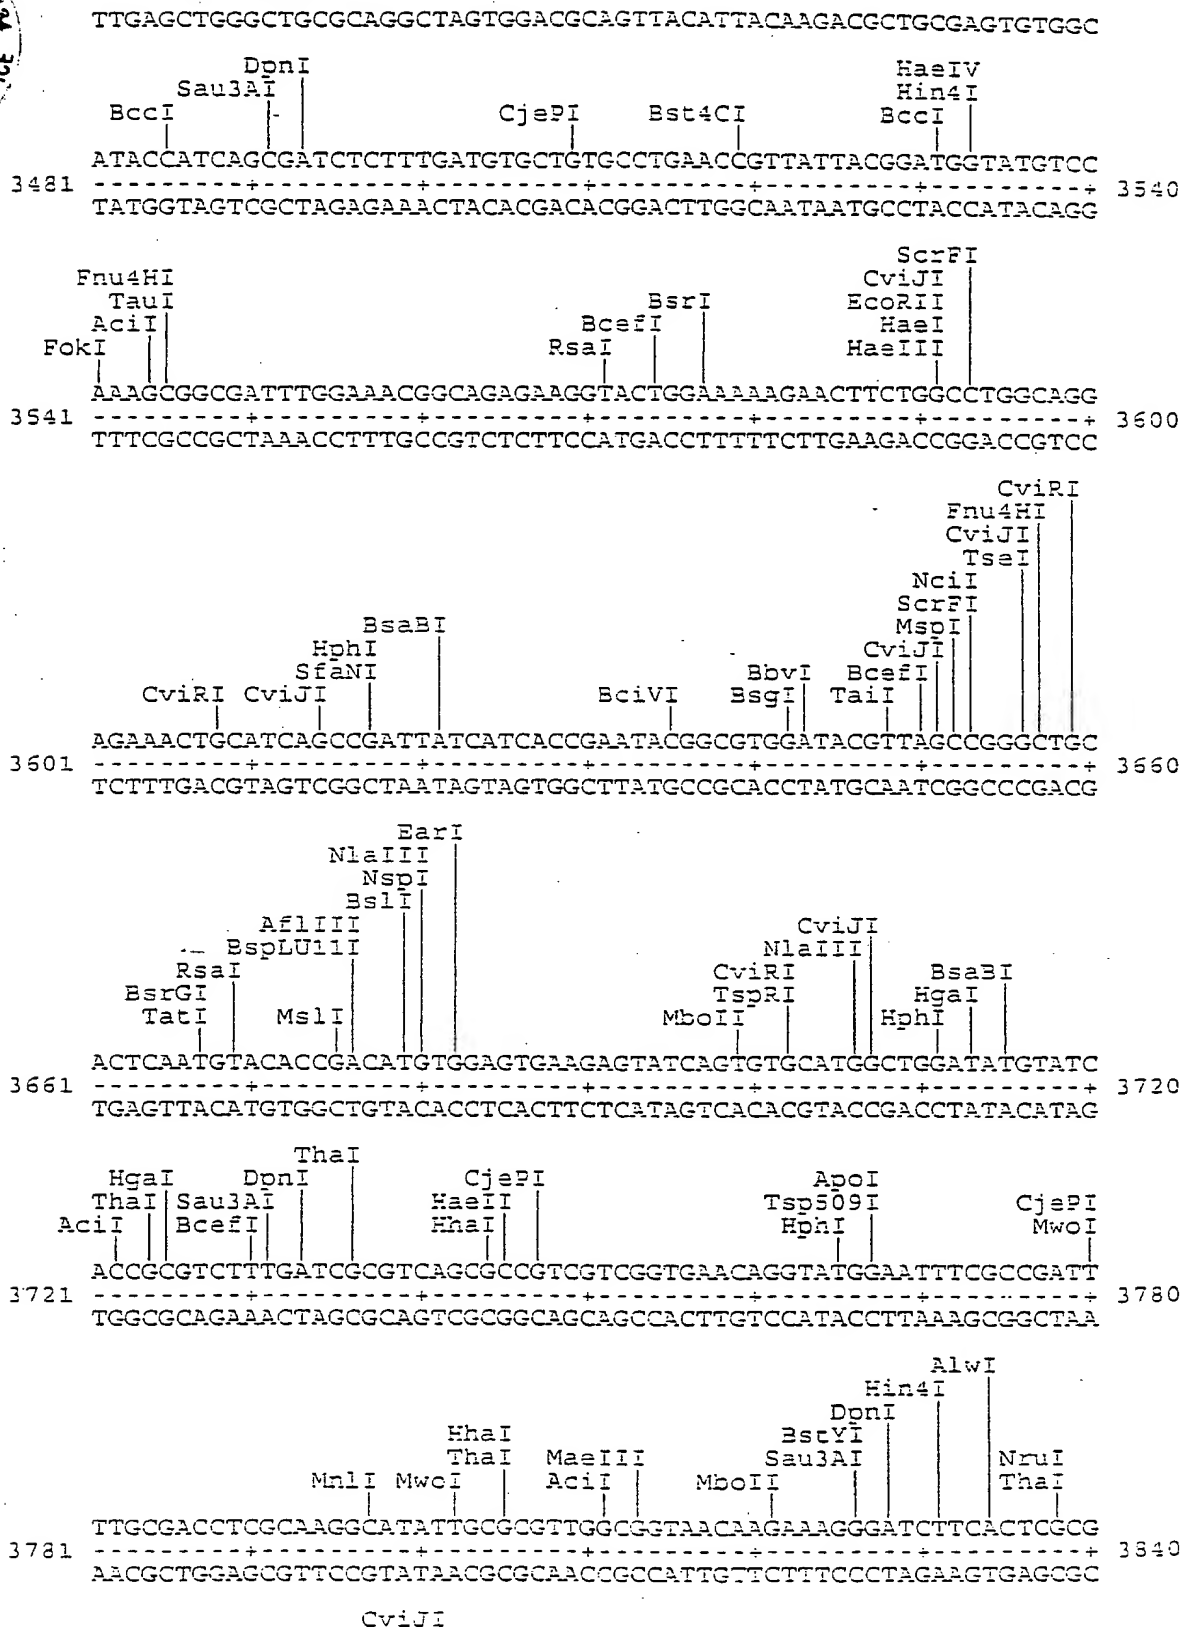 TTGAGCTGGGCTGCGCAGGCTAGTGGACGCAGTTACATTACAAGACGCTGCGAGTGTGGC
DpnI HaeIV
Sau3AI Hin4I
BccI CjePI Bst4CI BccI
ATACCATCAGCGATCTCTTTGATGTGCTGTGCCTGAACCGTTATTACGGATGGTATGTCC
3481 ---------+---------+---------+---------+---------+---------+ 3540
TATGGTAGTCGCTAGAGAAACTACACGACACGGACTTGGCAATAATGCCTACCATACAGG
ScrFI
Fnu4HI CviJI
TauI BsrI EcoRII
AciI BcefI HaeI
FokI RsaI HaeIII
AAAGCGGCGATTTGGAAACGGCAGAGAAGGTACTGGAAAAAGAACTTCTGGCCTGGCAGG
3541 ---------+---------+---------+---------+---------+---------+ 3600
TTTCGCCGCTAAACCTTTGCCGTCTCTTCCATGACCTTTTTCTTGAAGACCGGACCGTCC
CviRI
Fnu4HI
CviJI
TseI
NciI
ScrFI
BsaBI MspI
HphI CviJI
SfaNI BbvI BcefI
CviRI CviJI BciVI BsgI TaiI
AGAAACTGCATCAGCCGATTATCATCACCGAATACGGCGTGGATACGTTAGCCGGGCTGC
3601 ---------+---------+---------+---------+---------+---------+ 3660
TCTTTGACGTAGTCGGCTAATAGTAGTGGCTTATGCCGCACCTATGCAATCGGCCCGACG
EarI
NlaIII
NspI
BslI
AflIII CviJI
BspLU11I NlaIII
RsaI CviRI BsaBI
BsrGI TspRI HgaI
TatI MslI MboII HphI
ACTCAATGTACACCGACATGTGGAGTGAAGAGTATCAGTGTGCATGGCTGGATATGTATC
3661 ---------+---------+---------+---------+---------+---------+ 3720
TGAGTTACATGTGGCTGTACACCTCACTTCTCATAGTCACACGTACCGACCTATACATAG
ThaI
HgaI DpnI CjePI ApoI
ThaI Sau3AI HaeII Tsp509I CjePI
AciI BcefI HhaI HphI MwoI
ACCGCGTCTTTGATCGCGTCAGCGCCGTCGTCGGTGAACAGGTATGGAATTTCGCCGATT
3721 ---------+---------+---------+---------+---------+---------+ 3780
TGGCGCAGAAACTAGCGCAGTCGCGGCAGCAGCCACTTGTCCATACCTTAAAGCGGCTAA
AlwI
Hin4I
DpnI
HhaI BstYI
ThaI MaeIII Sau3AI NruI
MnlI MwoI AciI MboII ThaI
TTGCGACCTCGCAAGGCATATTGCGCGTTGGCGGTAACAAGAAAGGGATCTTCACTCGCG
3781 ---------+---------+---------+---------+---------+---------+ 3840
AACGCTGGAGCGTTCCGTATAACGCGCAACCGCCATTGTTCTTTCCCTAGAAGTGAGCGC
CviJI